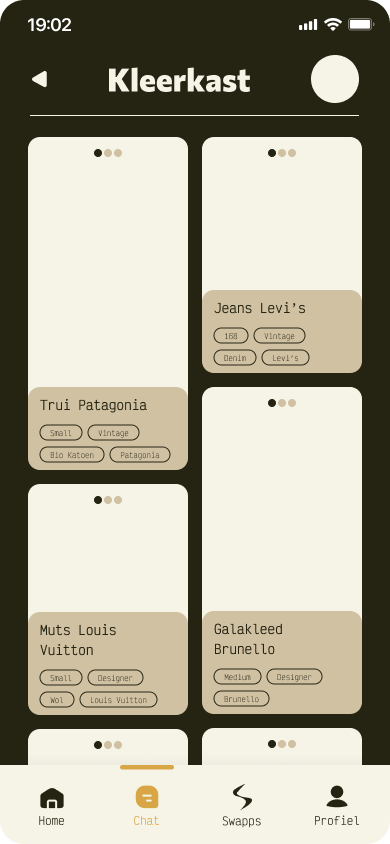 19:02
Kleerkast
Trui Patagonia
Small Vintage
Bio Katoen Patagonia
Jeans Levi's
168 Vintage
Denim Levi's
Muts Louis
Vuitton
Small Designer
Wol Louis Vuitton
Galakleed
Brunello
Medium Designer
Brunello
Home Chat Swapps Profiel